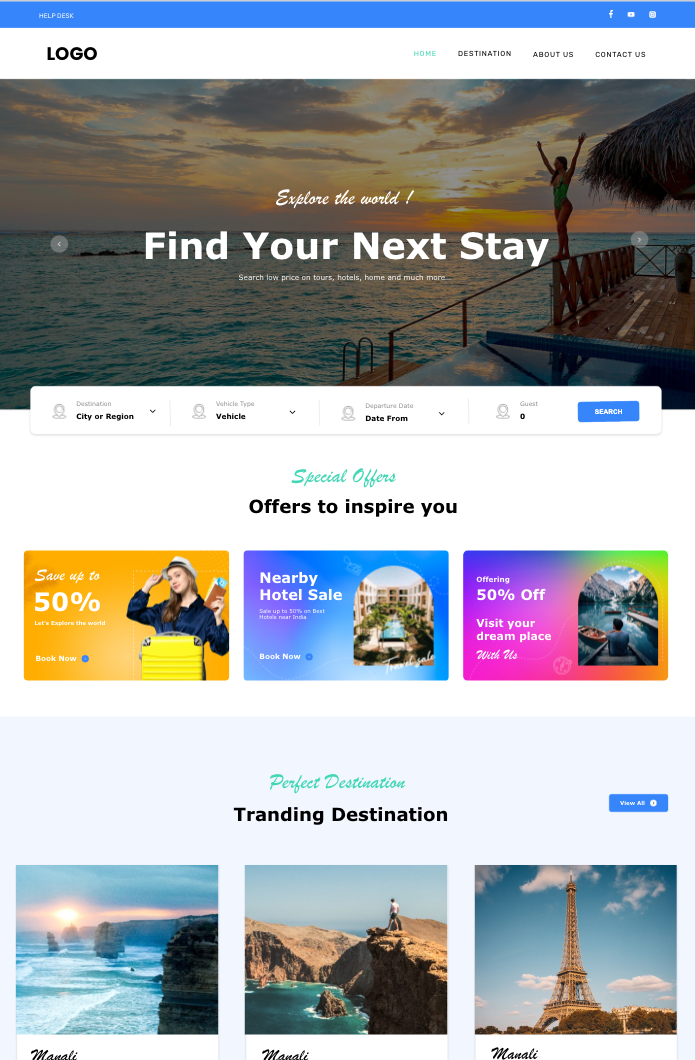 HELP DESK
LOGO
HOME
DESTINATION
ABOUT US
CONTACT US
Explore the world !
Find Your Next Stay
Search low price on tours, hotels, home and much more...
Destination
City or Region
Vehicle Type
Vehicle
Departure Date
Date From
Guest
0
SEARCH
Special Offers
Offers to inspire you
Save up to
50%
Let's Explore the world
Book Now
Nearby
Hotel Sale
Sale up to 50% on Best
Hotels near India
Book Now
Travel sale
Offering
50% Off
Visit your
dream place
With Us
Perfect Destination
Tranding Destination
View All
Manali
Manali
Manali